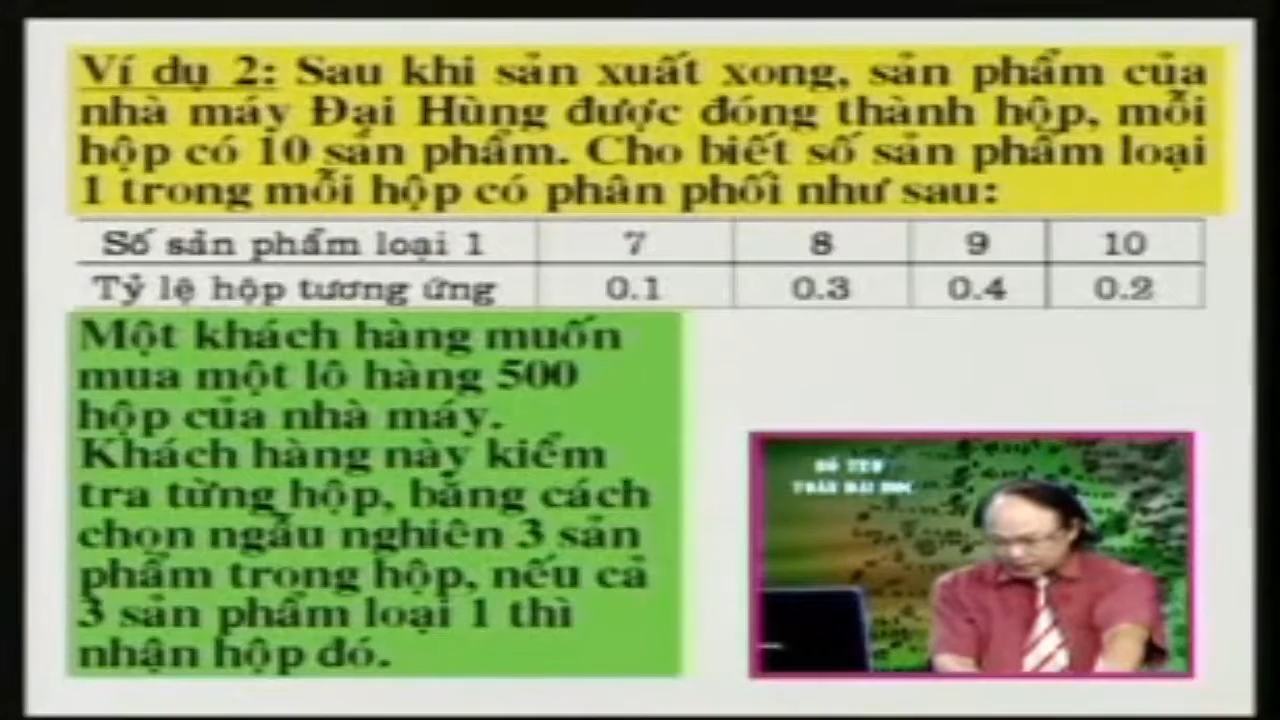 Ví dụ 2: Sau khi sản xuất xong, sản phẩm của
nhà máy Đại Hùng được đóng thành hộp, mỗi
hộp có 10 sản phẩm. Cho biết số sản phẩm loại
1 trong mỗi hộp có phân phối như sau:
Số sản phẩm loại 1 7 8 9 10
Tỷ lệ hộp tương ứng 0.1 0.3 0.4 0.2
Một khách hàng muốn
mua một lô hàng 500
hộp của nhà máy.
Khách hàng này kiểm
tra từng hộp, bằng cách
chọn ngẫu nghiên 3 sản
phẩm trong hộp, nếu cả
3 sản phẩm loại 1 thì
nhận hộp đó.